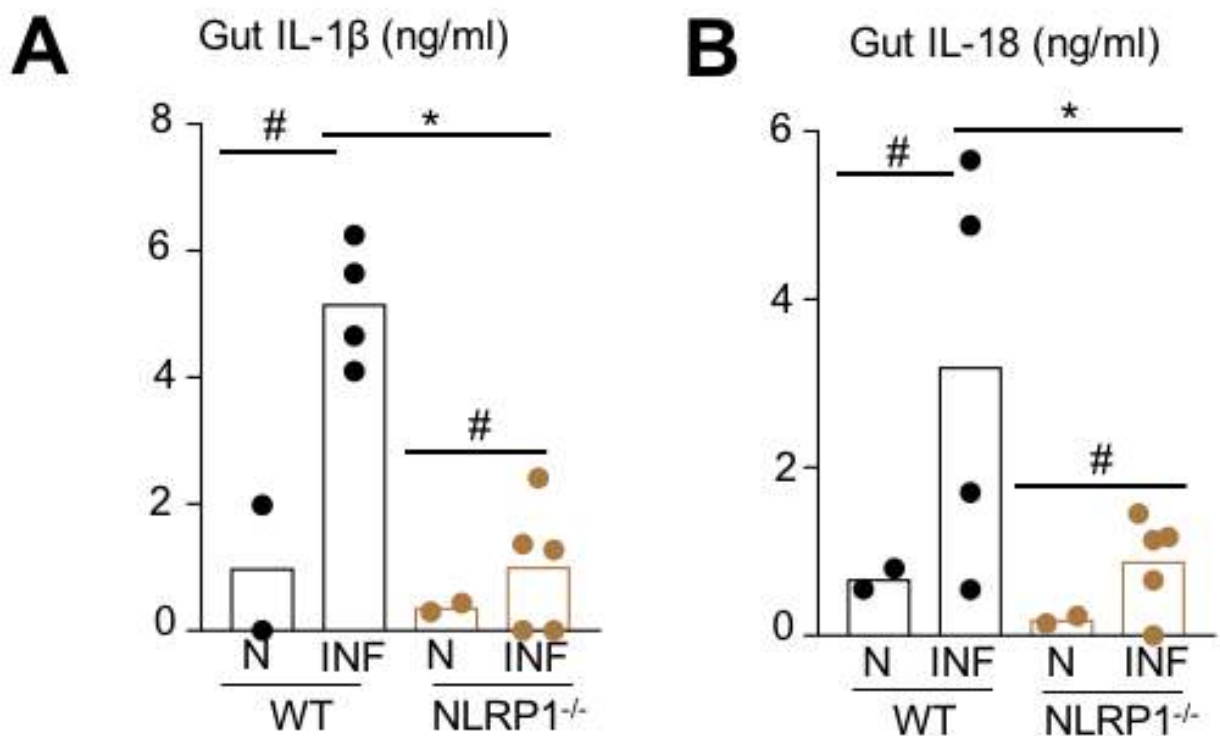 A
Gut IL-1β (ng/ml)
8
6
4
2
0
#
*
#
N INF N INF
WT NLRP1-/-
B
Gut IL-18 (ng/ml)
6
4
2
0
#
*
#
N INF N INF
WT NLRP1-/-